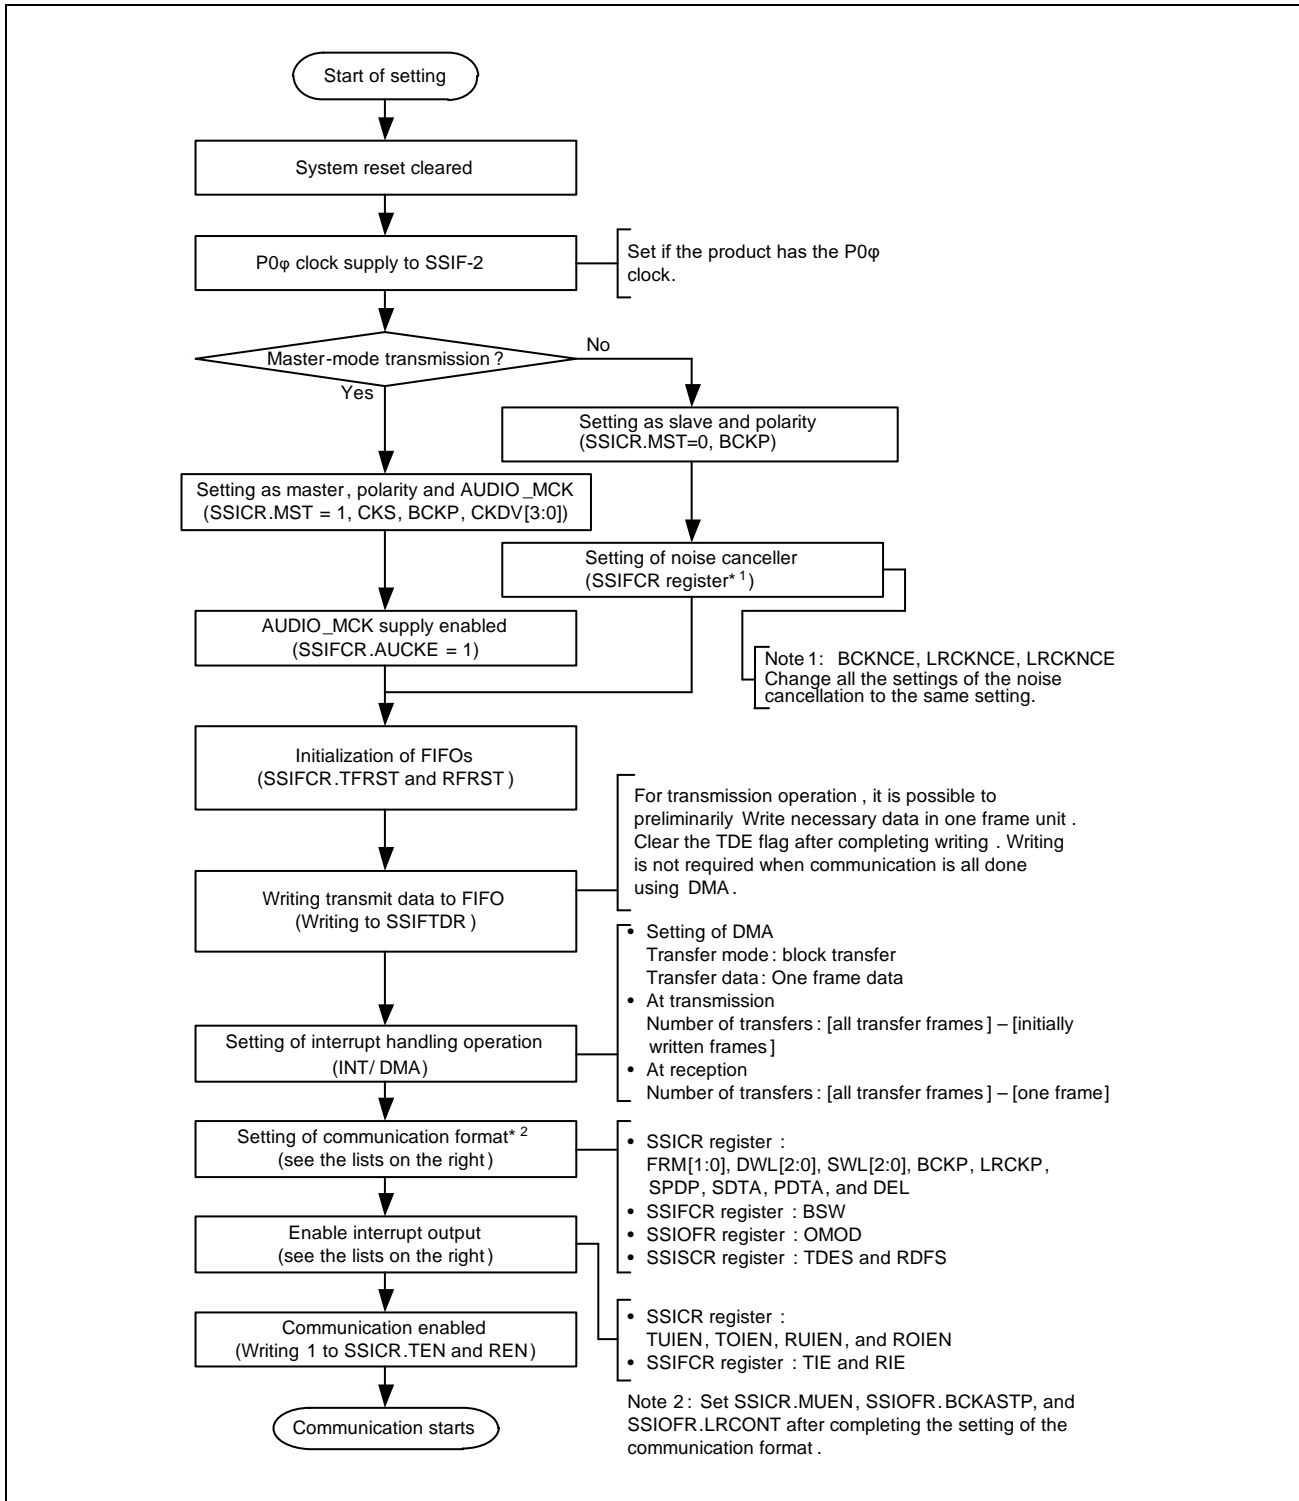 Start of setting
System reset cleared
P0φ clock supply to SSIF-2
Set if the product has the P0φ
clock.
Master-mode transmission ?
No
Yes
Setting as slave and polarity
(SSICR.MST=0, BCKP)
Setting as master, polarity and AUDIO_MCK
(SSICR.MST = 1, CKS, BCKP, CKDV[3:0])
Setting of noise canceller
(SSIFCR register* 1)
AUDIO_MCK supply enabled
(SSIFCR.AUCKE = 1)
Note 1: BCKNCE, LRCKNCE, LRCKNCE
Change all the settings of the noise
cancellation to the same setting.
Initialization of FIFOs
(SSIFCR.TFRST and RFRST )
For transmission operation , it is possible to
preliminarily Write necessary data in one frame unit .
Clear the TDE flag after completing writing . Writing
is not required when communication is all done
using DMA .
Writing transmit data to FIFO
(Writing to SSIFTDR )
• Setting of DMA
Transfer mode : block transfer
Transfer data : One frame data
• At transmission
Number of transfers : [all transfer frames ] – [initially
written frames ]
• At reception
Number of transfers : [all transfer frames ] – [one frame]
Setting of interrupt handling operation
(INT/ DMA)
Setting of communication format* 2
(see the lists on the right )
• SSICR register :
FRM[1:0], DWL[2:0], SWL[2:0], BCKP, LRCKP,
SPDP, SDTA, PDTA, and DEL
• SSIFCR register : BSW
• SSIOFR register : OMOD
• SSISCR register : TDES and RDFS
Enable interrupt output
(see the lists on the right )
• SSICR register :
TUIEN, TOIEN, RUIEN, and ROIEN
• SSIFCR register : TIE and RIE
Communication enabled
(Writing 1 to SSICR.TEN and REN)
Note 2 : Set SSICR.MUEN, SSIOFR.BCKASTP, and
SSIOFR.LRCONT after completing the setting of the
communication format .
Communication starts